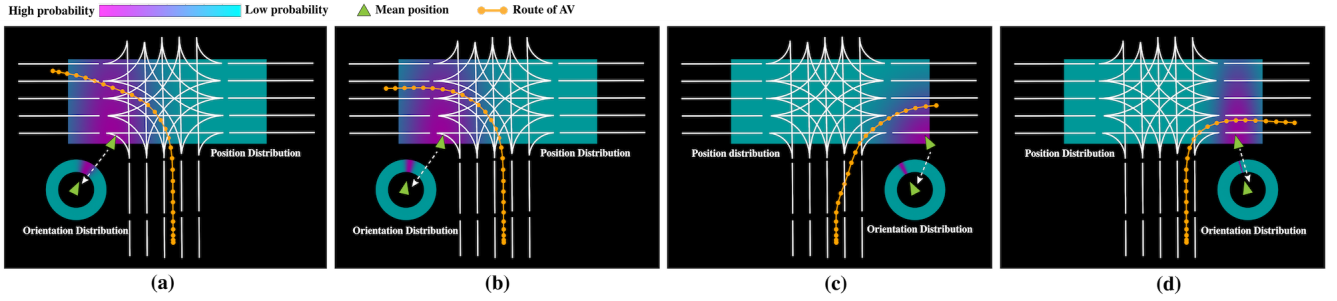 High probability Low probability Mean position Route of AV
Position Distribution
Orientation Distribution
(a)
Position Distribution
Orientation Distribution
(b)
Position distribution
Orientation Distribution
(c)
Position Distribution
Orientation Distribution
(d)